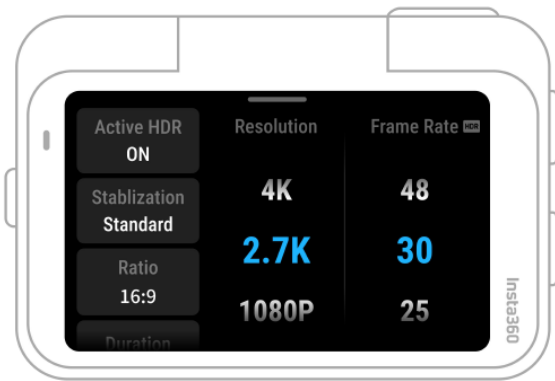 Active HDR
ON
Stablization
Standard
Ratio
16:9
Duration
Resolution
4K
2.7K
1080P
Frame Rate HDR
48
30
25
Insta360